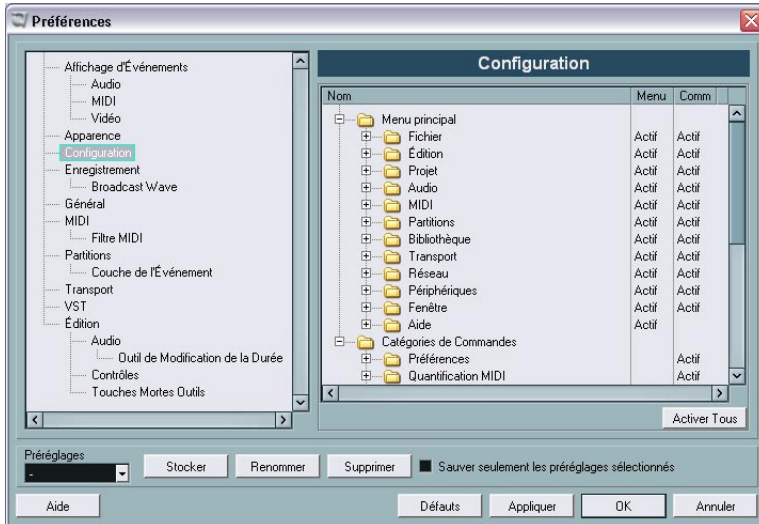 Préférences
Affichage d'Événements
Audio
MIDI
Vidéo
Apparence
Configuration
Enregistrement
Broadcast Wave
Général
MIDI
Filtre MIDI
Partitions
Couche de l'Événement
Transport
VST
Édition
Audio
Outil de Modification de la Durée
Contrôles
Touches Mortes Outils
Configuration
Nom Menu Comm
Menu principal
Fichier Actif Actif
Édition Actif Actif
Projet Actif Actif
Audio Actif Actif
MIDI Actif Actif
Partitions Actif Actif
Bibliothèque Actif Actif
Transport Actif Actif
Réseau Actif Actif
Périphériques Actif Actif
Fenêtre Actif Actif
Aide Actif
Catégories de Commandes
Préférences Actif
Quantification MIDI Actif
Activer Tous
Préréglages
-
Stocker Renommer Supprimer Sauver seulement les préréglages sélectionnés
Aide Défauts Appliquer OK Annuler